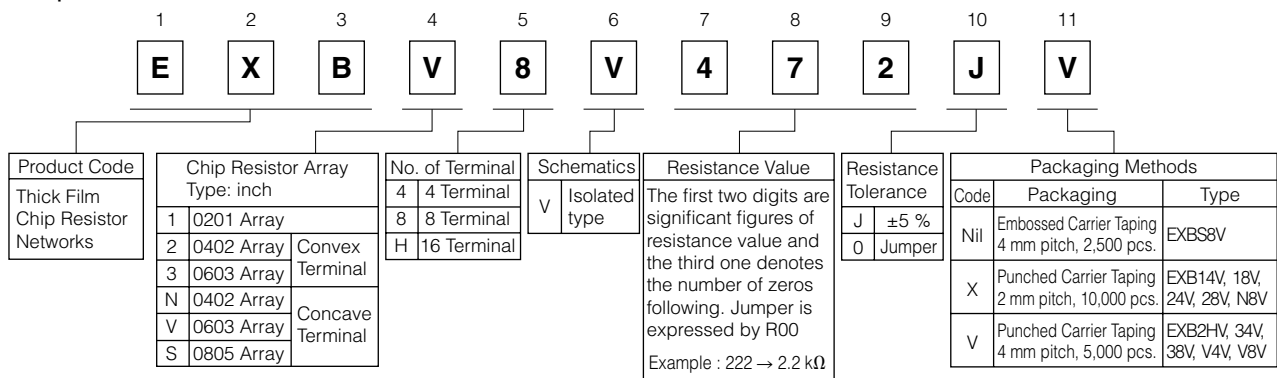 1 2 3 4 5 6 7 8 9 10 11
E X B V 8 V 4 7 2 J V
Product Code
Thick Film
Chip Resistor
Networks
Chip Resistor Array
Type: inch
1 0201 Array
2 0402 Array
3 0603 Array
Convex
Terminal
N 0402 Array
V 0603 Array
S 0805 Array
Concave
Terminal
No. of Terminal
4 4 Terminal
8 8 Terminal
H 16 Terminal
Schematics
V Isolated
type
Resistance Value
The first two digits are
significant figures of
resistance value and
the third one denotes
the number of zeros
following. Jumper is
expressed by R00
Example : 222 → 2.2 kΩ
Resistance
Tolerance
J ±5 %
0 Jumper
Packaging Methods
Code Packaging Type
Nil Embossed Carrier Taping
4 mm pitch, 2,500 pcs.
EXBS8V
X Punched Carrier Taping
2 mm pitch, 10,000 pcs.
EXB14V, 18V,
24V, 28V, N8V
V Punched Carrier Taping
4 mm pitch, 5,000 pcs.
EXB2HV, 34V,
38V, V4V, V8V